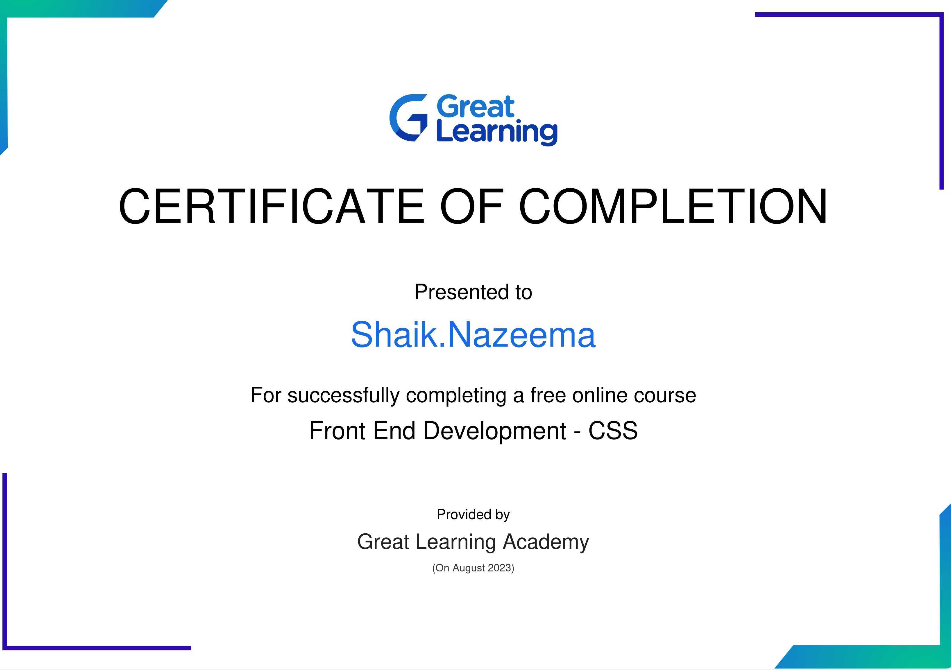 Great
Learning
CERTIFICATE OF COMPLETION
Presented to
Shaik.Nazeema
For successfully completing a free online course
Front End Development - CSS
Provided by
Great Learning Academy
(On August 2023)